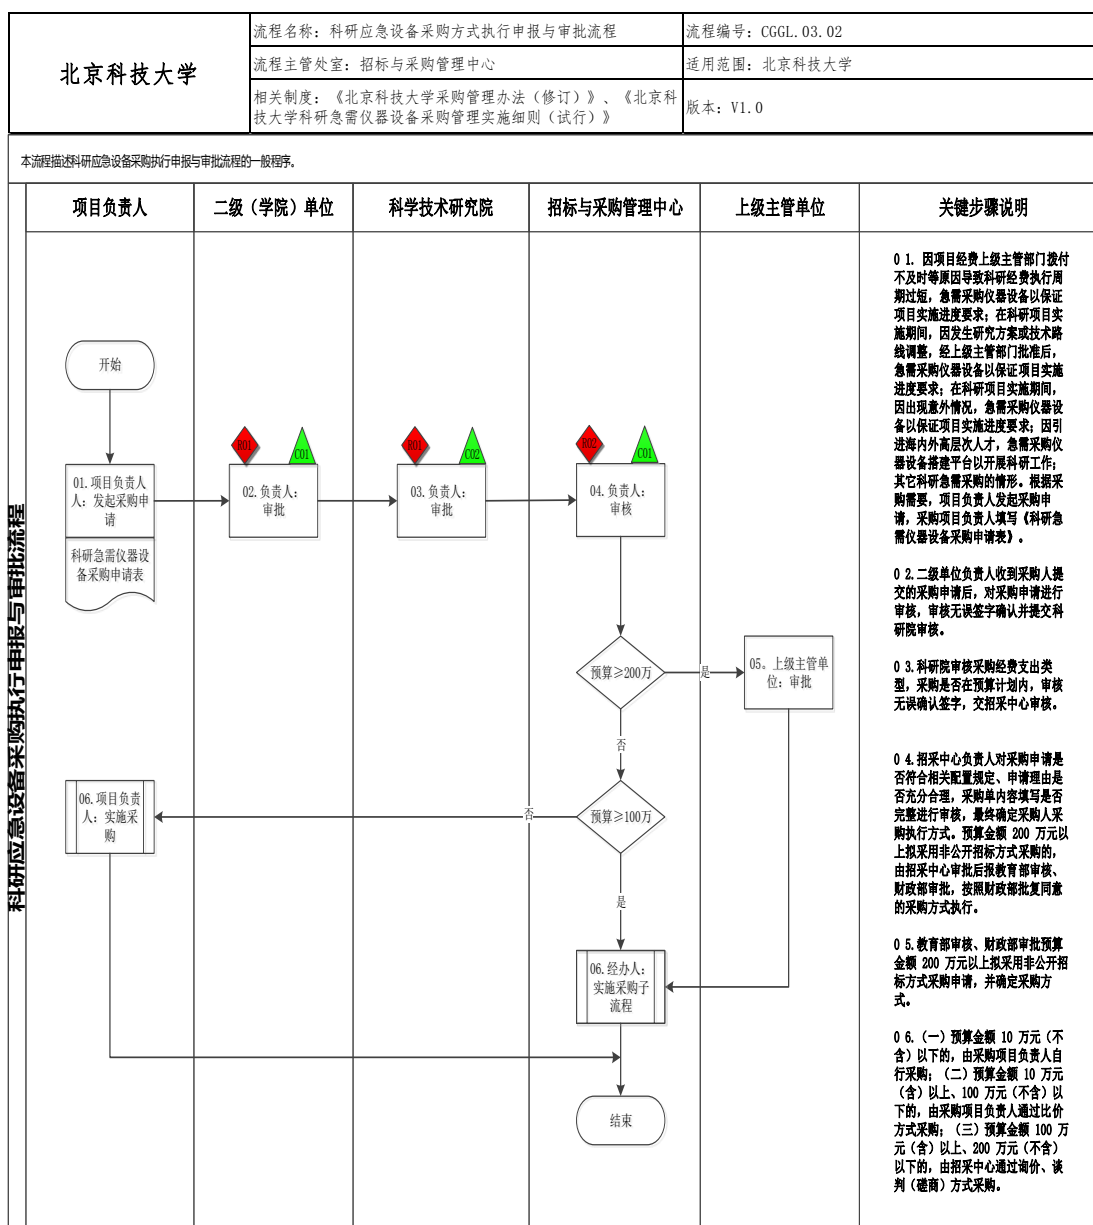 北京科技大学
流程名称：科研应急设备采购方式执行申报与审批流程
流程编号：CGGL.03.02
流程主管处室：招标与采购管理中心
适用范围：北京科技大学
相关制度：《北京科技大学采购管理办法（修订）》、《北京科
技大学科研急需仪器设备采购管理实施细则（试行）》
版本：V1.0
本流程描述科研应急设备采购执行申报与审批流程的一般程序。
项目负责人
二级（学院）单位
科学技术研究院
招标与采购管理中心
上级主管单位
关键步骤说明
科研应急设备采购执行申报与审批流程
开始
01.项目负责人
人：发起采购申
请
科研急需仪器设
备采购申请表
R01
C01
02.负责人：
审批
R01
C02
03.负责人：
审批
R02
C01
04.负责人：
审核
预算≥200万
是
05。上级主管单
位：审批
否
预算≥100万
否
06.项目负责
人：实施采
购
是
06.经办人：
实施采购子
流程
结束
01. 因项目经费上级主管部门拨付
不及时等原因导致科研经费执行周
期过短，急需采购仪器设备以保证
项目实施进度要求；在科研项目实
施期间，因发生研究方案或技术路
线调整，经上级主管部门批准后，
急需采购仪器设备以保证项目实施
进度要求；在科研项目实施期间，
因出现意外情况，急需采购仪器设
备以保证项目实施进度要求；因引
进海内外高层次人才，急需采购仪
器设备搭建平台以开展科研工作；
其它科研急需采购的情形。根据采
购需要，项目负责人发起采购申
请，采购项目负责人填写《科研急
需仪器设备采购申请表》。
02.二级单位负责人收到采购人提
交的采购申请后，对采购申请进行
审核，审核无误签字确认并提交科
研院审核。
03.科研院审核采购经费支出类
型，采购是否在预算计划内，审核
无误确认签字，交招采中心审核。
04.招采中心负责人对采购申请是
否符合相关配置规定、申请理由是
否充分合理，采购单内容填写是否
完整进行审核，最终确定采购人采
购执行方式。预算金额 200 万元以
上拟采用非公开招标方式采购的，
由招采中心审批后报教育部审核、
财政部审批，按照财政部批复同意
的采购方式执行。
05.教育部审核、财政部审批预算
金额 200 万元以上拟采用非公开招
标方式采购申请，并确定采购方
式。
06.（一）预算金额 10 万元（不
含）以下的，由采购项目负责人自
行采购；（二）预算金额 10 万元
（含）以上、100 万元（不含）以
下的，由采购项目负责人通过比价
方式采购；（三）预算金额 100 万
元（含）以上、200 万元（不含）
以下的，由招采中心通过询价、谈
判（磋商）方式采购。